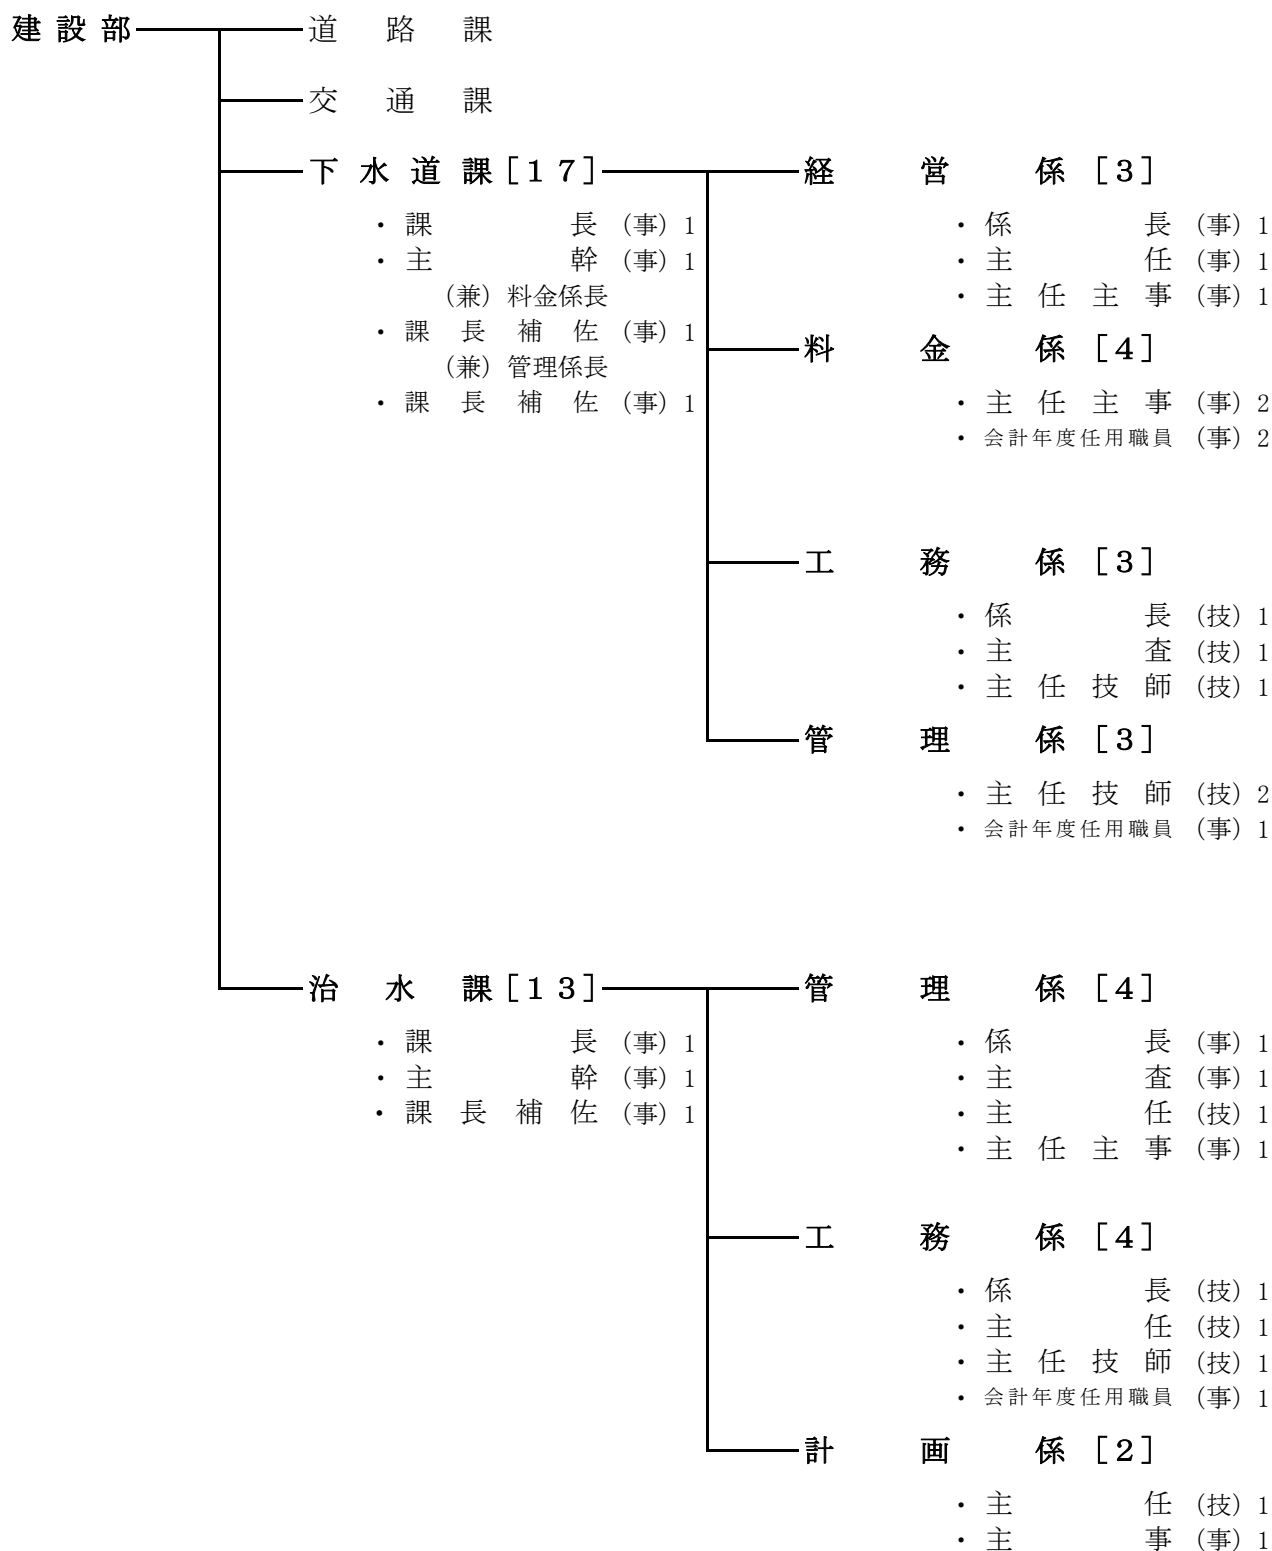 建設部 道路課
交通課
下水道課［１７］ 経営係［３］
・課長（事）1 ・係長（事）1
・主幹（事）1 ・主任（事）1
（兼）料金係長 ・主任主事（事）1
・課長補佐（事）1 料金係［４］
（兼）管理係長
・課長補佐（事）1 ・主任主事（事）2
・会計年度任用職員（事）2
工務係［３］
・係長（技）1
・主査（技）1
・主任技師（技）1
管理係［３］
・主任技師（技）2
・会計年度任用職員（事）1
治水課［１３］ 管理係［４］
・課長（事）1 ・係長（事）1
・主幹（事）1 ・主査（事）1
・課長補佐（事）1 ・主任（技）1
・主任主事（事）1
工務係［４］
・係長（技）1
・主任（技）1
・主任技師（技）1
・会計年度任用職員（事）1
計画係［２］
・主任（技）1
・主事（事）1